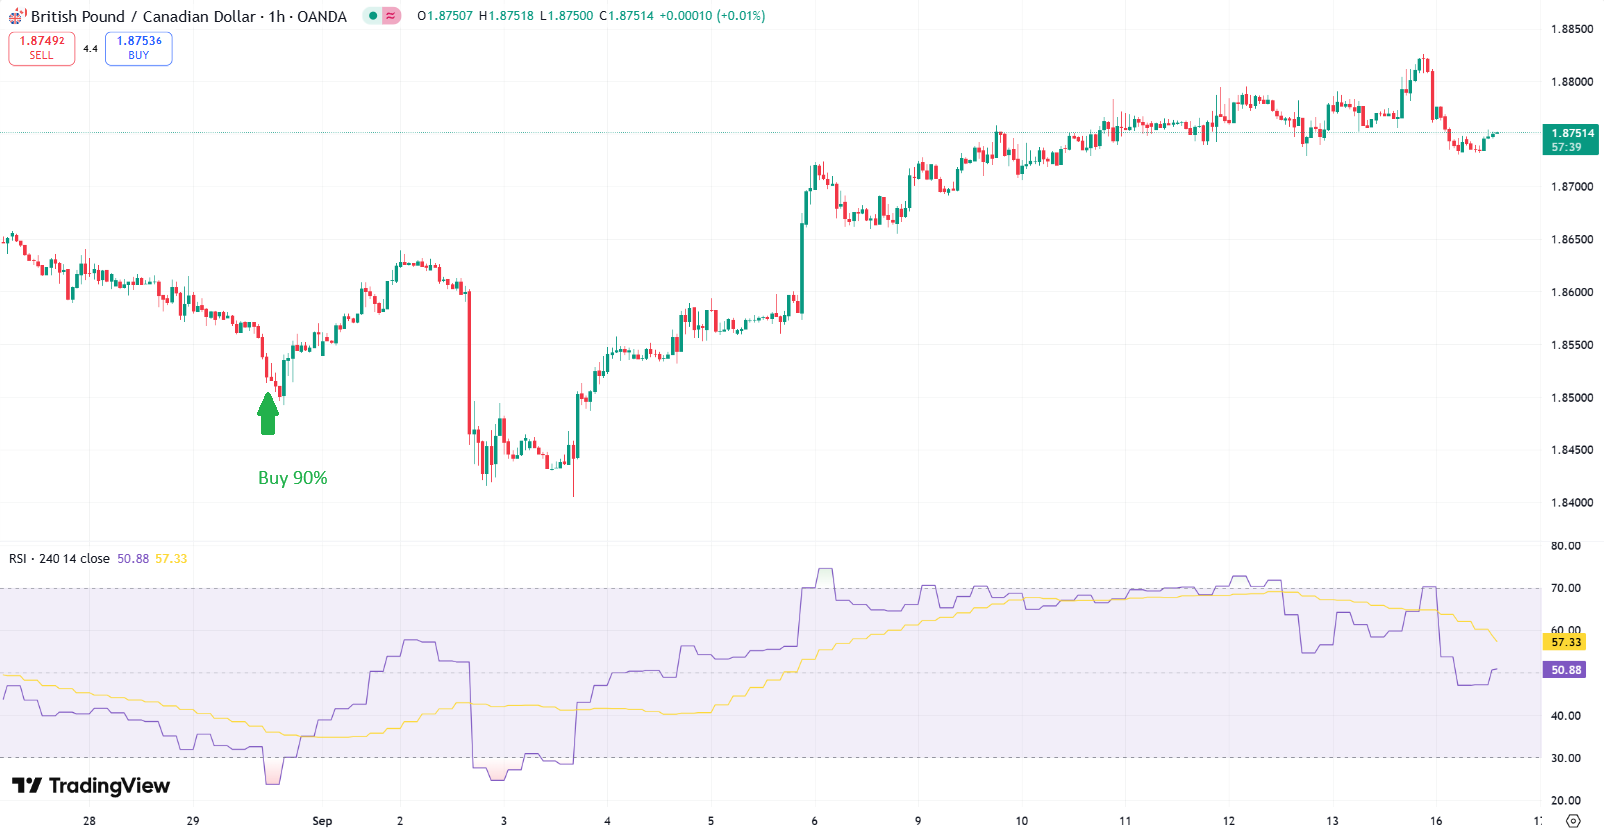 British Pound / Canadian Dollar · 1h · OANDA
O1.87507 H1.87518 L1.87500 C1.87514 +0.00010 (+0.01%)
1.87492
SELL
4.4
1.87536
BUY
1.88500
1.88000
1.87514
57:39
1.87000
1.86500
1.86000
1.85500
1.85000
1.84500
1.84000
Buy 90%
RSI · 240 14 close 50.88 57.33
80.00
70.00
60.00
57.33
50.88
40.00
30.00
20.00
TradingView
28 29 Sep 2 3 4 5 6 9 10 11 12 13 16